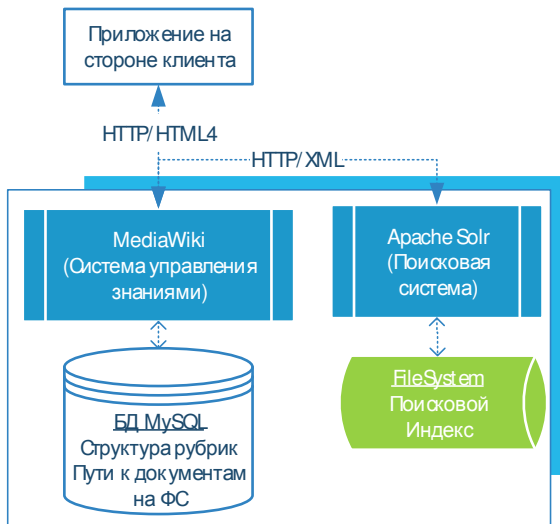 Приложение на
стороне клиента
HTTP/HTML4
HTTP/XML
MediaWiki
(Система управления
знаниями)
Apache Solr
(Поисковая
система)
БД MySQL
Структура рубрик
Пути к документам
на ФС
FileSystem
Поисковой
Индекс